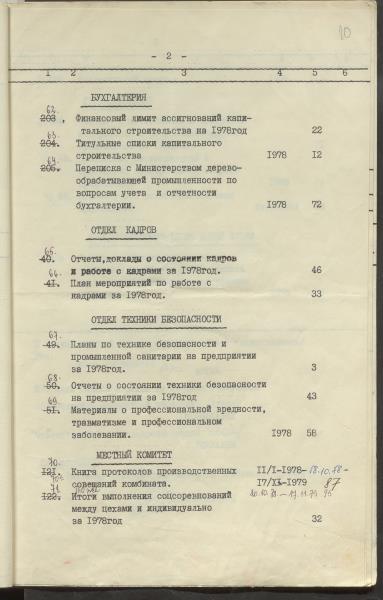 10
- 2 -
1 2 3 4 5 6
БУХГАЛТЕРИЯ
62.
203. Финансовый лимит ассигнований капи-
тального строительства на 1978год 22
63.
204. Титульные списки капитального
строительства 1978 12
64.
205. Переписка с Министерством дерево-
обрабатывающей промышленности по
вопросам учета и отчетности
бухгалтерии. 1978 72
ОТДЕЛ КАДРОВ
65.
40. Отчеты,доклады о состоянии кадров
и работе с кадрами за 1978год. 46
66.
41. План мероприятий по работе с
кадрами за 1978год. 33
ОТДЕЛ ТЕХНИКИ БЕЗОПАСНОСТИ
67.
49. Планы по технике безопасности и
промышленной санитарии на предприятии
за 1978год. 3
68.
50. Отчеты о состоянии техники безопасности
на предприятии за 1978год 43
69.
51. Материалы о профессиональной вредности,
травматизме и профессиональном
заболевании. 1978 58
МЕСТНЫЙ КОМИТЕТ
70.
121. Книга протоколов производственных II/I-1978- 18.10.78-
совещаний комбината. 17/XI-1979 87
71.
122. Итоги выполнения соцсоревнований
между цехами и индивидуально
за 1978год 32